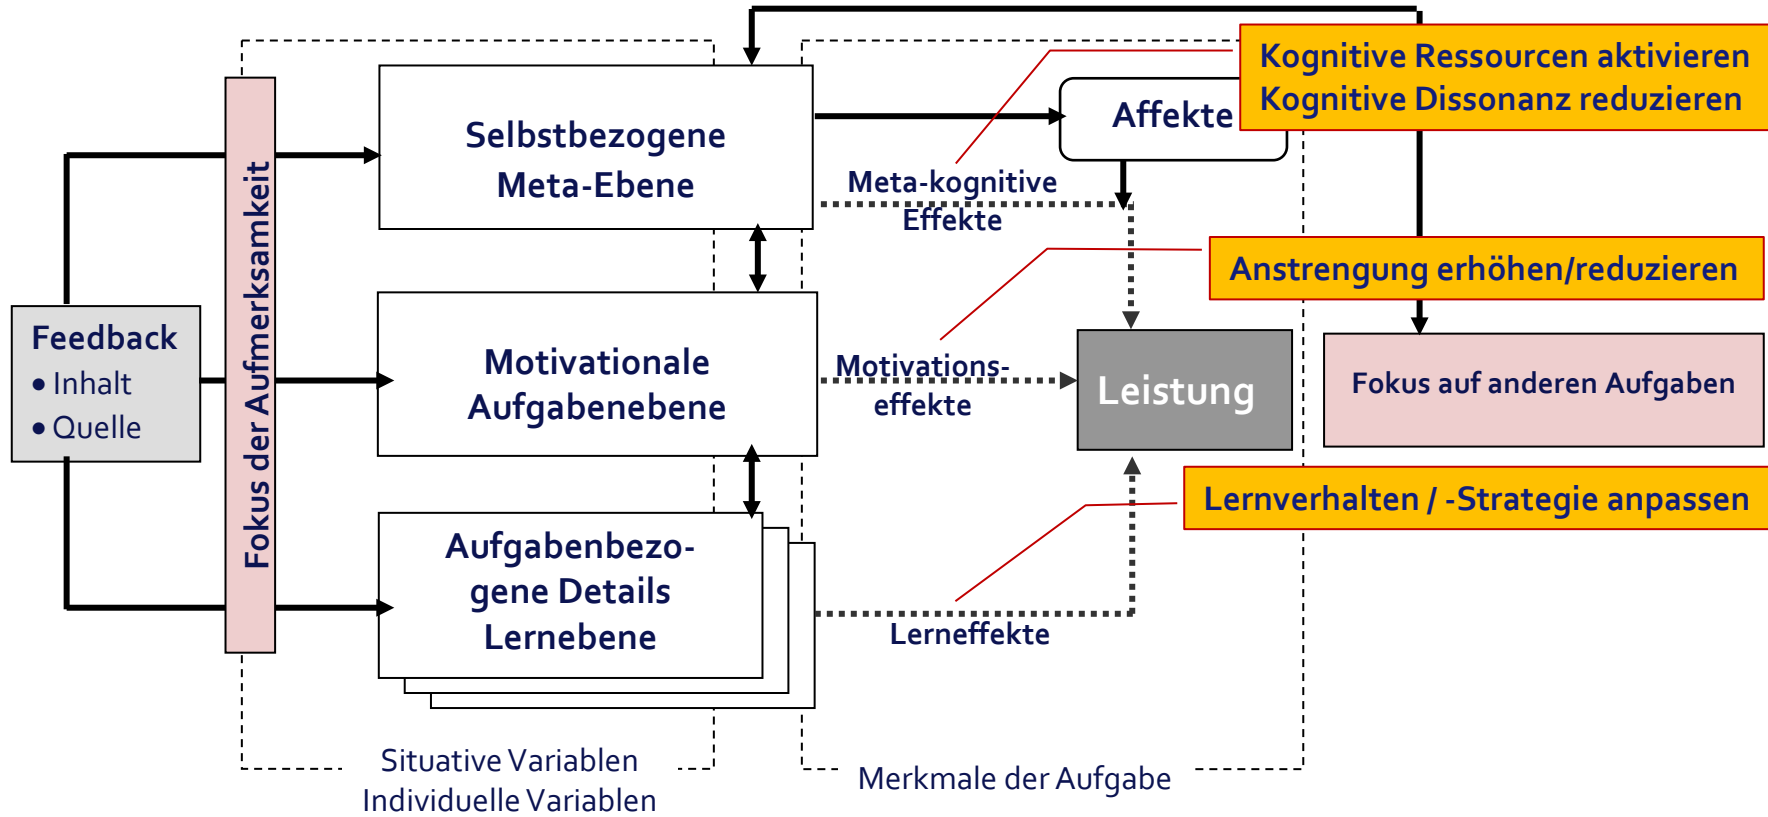 Kognitive Ressourcen aktivieren
Kognitive Dissonanz reduzieren
Affekte
Selbstbezogene
Meta-Ebene
Meta-kognitive
Effekte
Fokus der Aufmerksamkeit
Anstrengung erhöhen/reduzieren
Feedback
• Inhalt
• Quelle
Motivationale
Aufgabenebene
Motivations-
effekte
Leistung
Fokus auf anderen Aufgaben
Lernverhalten / -Strategie anpassen
Aufgabenbezo-
gene Details
Lernebene
Lerneffekte
Situative Variablen
Individuelle Variablen
Merkmale der Aufgabe